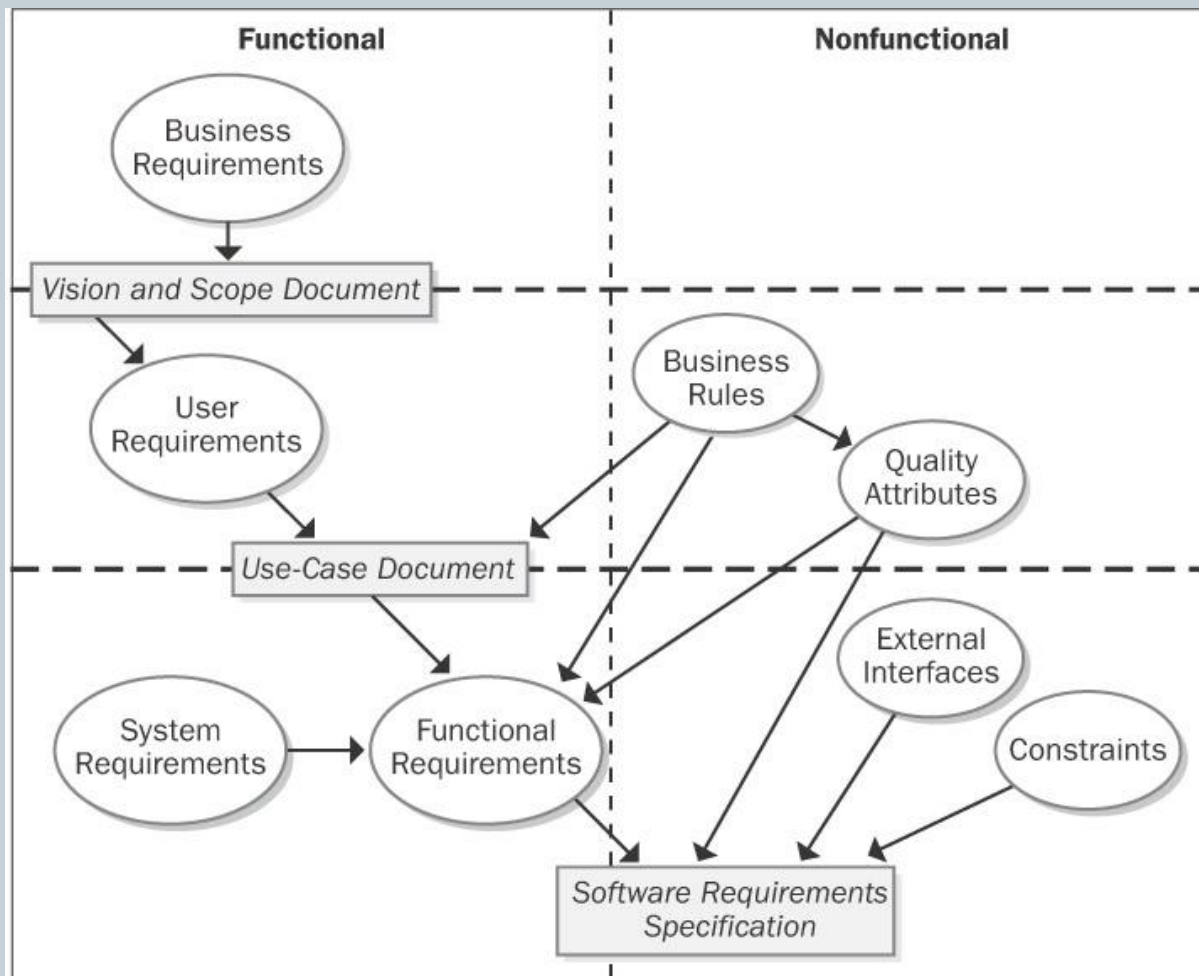 Functional
Nonfunctional
Business
Requirements
Vision and Scope Document
User
Requirements
Business
Rules
Quality
Attributes
Use-Case Document
System
Requirements
Functional
Requirements
External
Interfaces
Constraints
Software Requirements
Specification